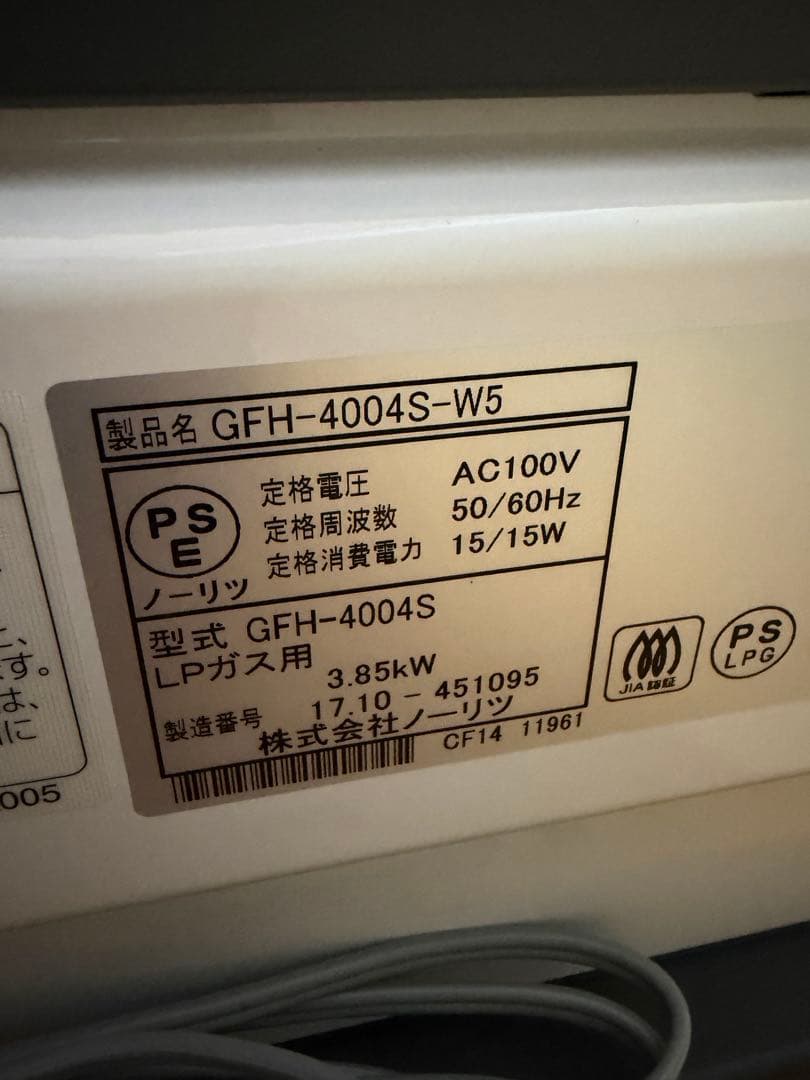 製品名 GFH-4004S-W5
PS
E
ノーリツ
定格電圧 AC100V
定格周波数 50/60Hz
定格消費電力 15/15W
型式 GFH-4004S
LPガス用
3.85kW
製造番号 17.10 - 451095
株式会社ノーリツ
CF14 11961
JIA 認証
PS
LPG
、
ます。
は、
に
005